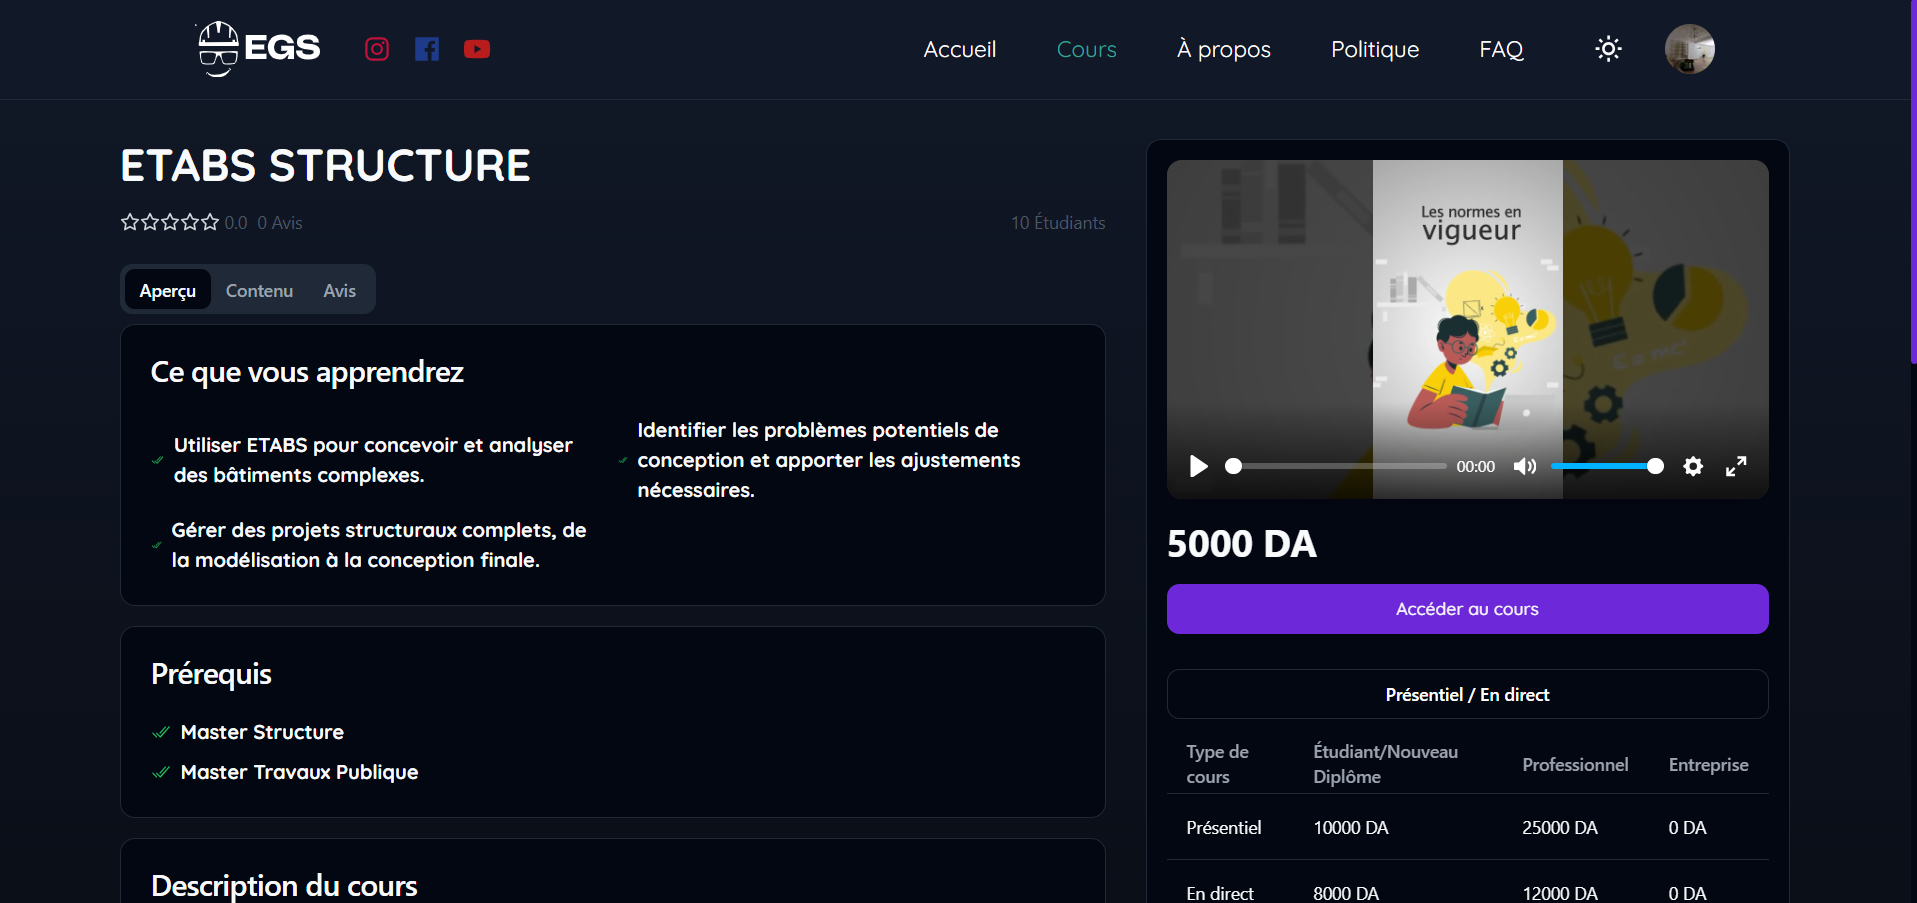 EGS
Accueil
Cours
À propos
Politique
FAQ
ETABS STRUCTURE
0.0 0 Avis
10 Étudiants
Aperçu
Contenu
Avis
Ce que vous apprendrez
Utiliser ETABS pour concevoir et analyser
des bâtiments complexes.
Identifier les problèmes potentiels de
conception et apporter les ajustements
nécessaires.
Gérer des projets structuraux complets, de
la modélisation à la conception finale.
Prérequis
Master Structure
Master Travaux Publique
Description du cours
Les normes en
vigueur
00:00
5000 DA
Accéder au cours
Présentiel / En direct
Type de
cours
Étudiant/Nouveau
Diplôme
Professionnel
Entreprise
Présentiel
10000 DA
25000 DA
0 DA
En direct
8000 DA
12000 DA
0 DA